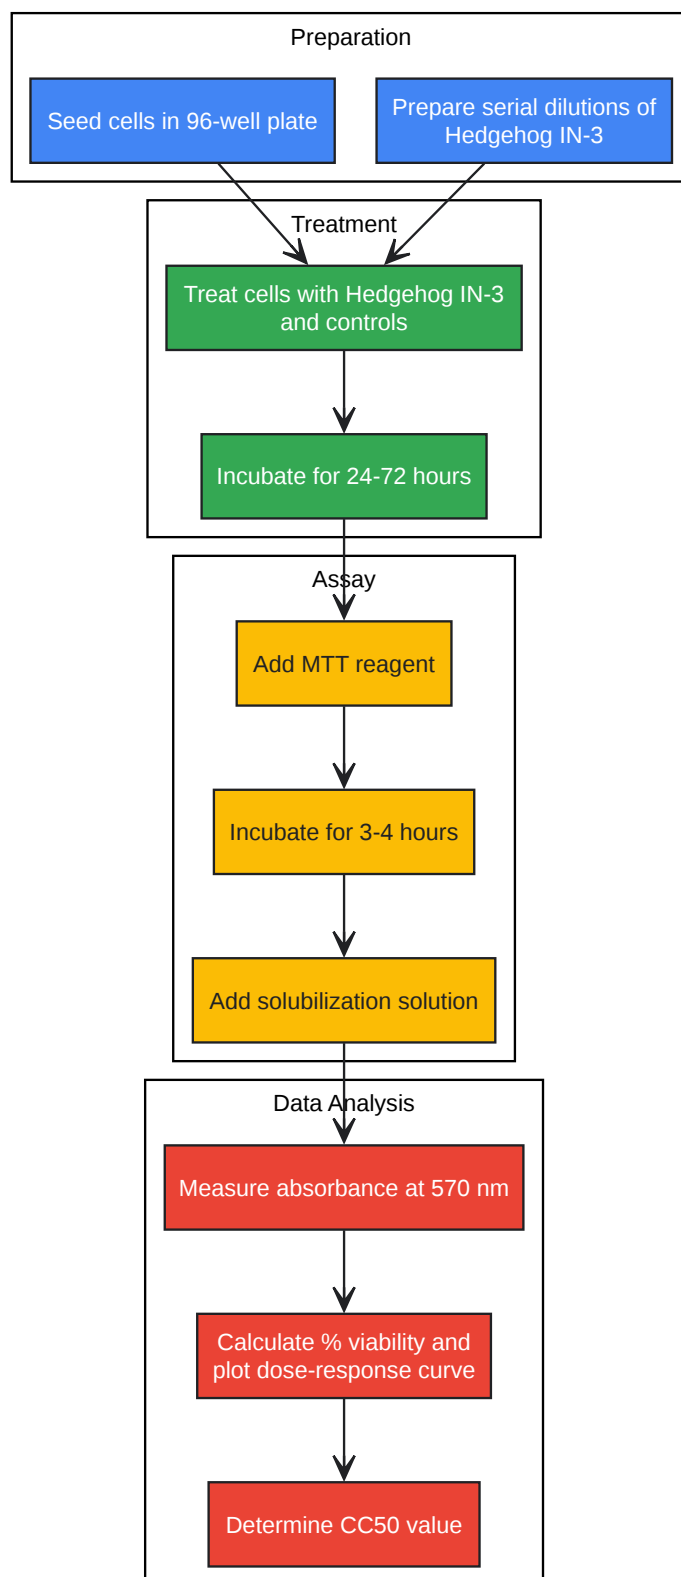 Preparation
Seed cells in 96-well plate
Prepare serial dilutions of
Hedgehog IN-3
Treatment
Treat cells with Hedgehog IN-3
and controls
Incubate for 24-72 hours
Assay
Add MTT reagent
Incubate for 3-4 hours
Add solubilization solution
Data Analysis
Measure absorbance at 570 nm
Calculate % viability and
plot dose-response curve
Determine CC50 value